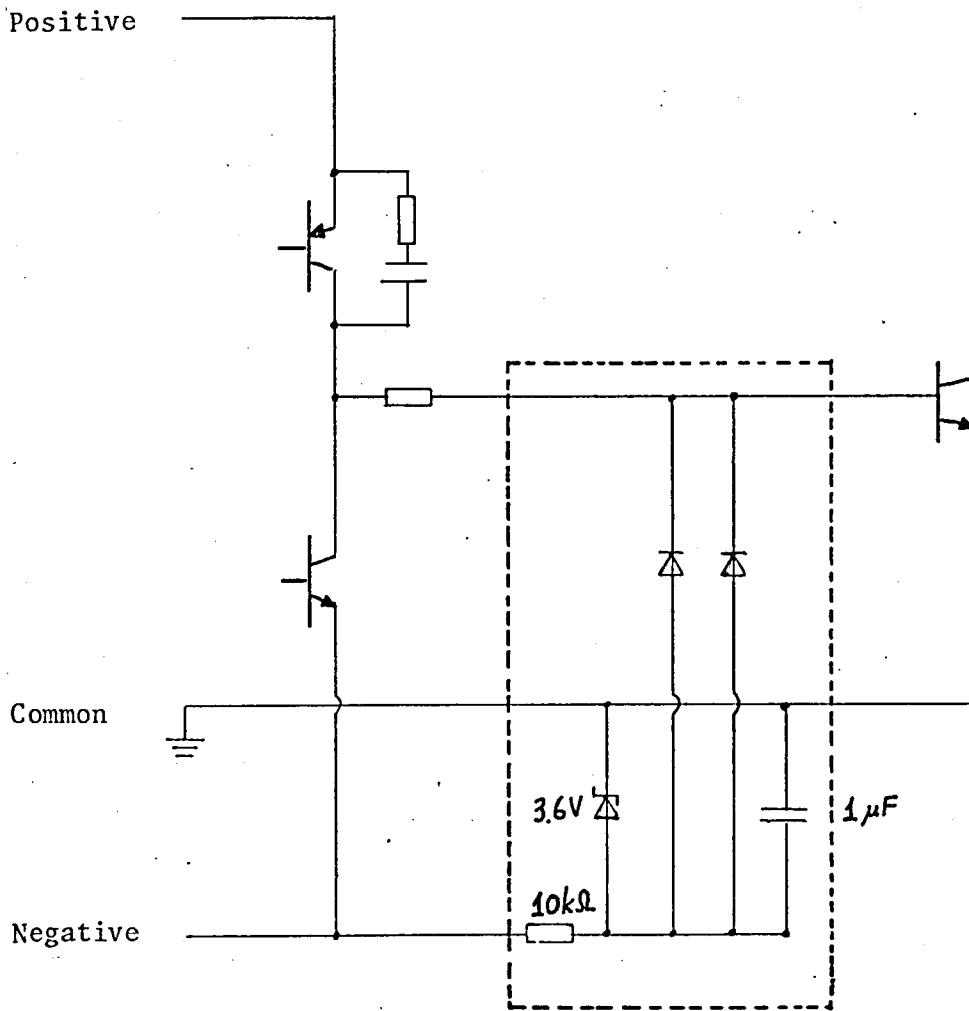 Positive
Common
3.6V
1μF
10kΩ
Negative